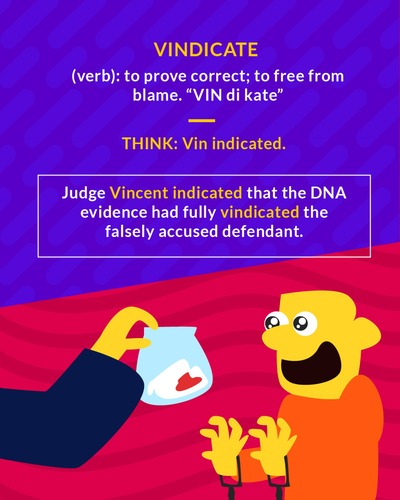 VINDICATE
(verb): to prove correct; to free from
blame. “VIN di kate”
THINK: Vin indicated.
Judge Vincent indicated that the DNA
evidence had fully vindicated the
falsely accused defendant.